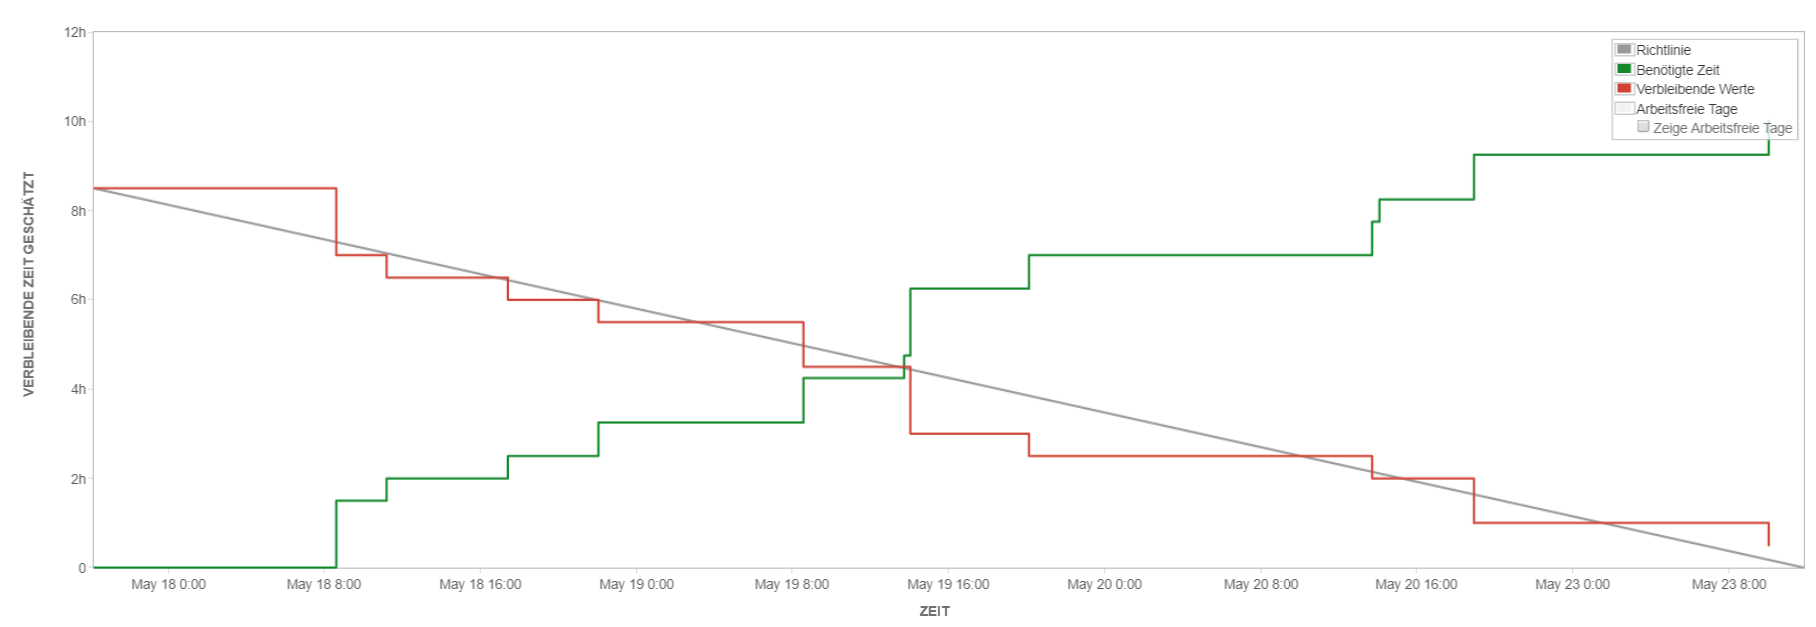 12h
Richtlinie
Benötigte Zeit
Verbleibende Werte
Arbeitsfreie Tage
Zeige Arbeitsfreie Tage
10h
8h
6h
4h
2h
0
VERBLEIBENDE ZEIT GESCHÄTZT
May 18 0:00 May 18 8:00 May 18 16:00 May 19 0:00 May 19 8:00 May 19 16:00 May 20 0:00 May 20 8:00 May 20 16:00 May 23 0:00 May 23 8:00
ZEIT